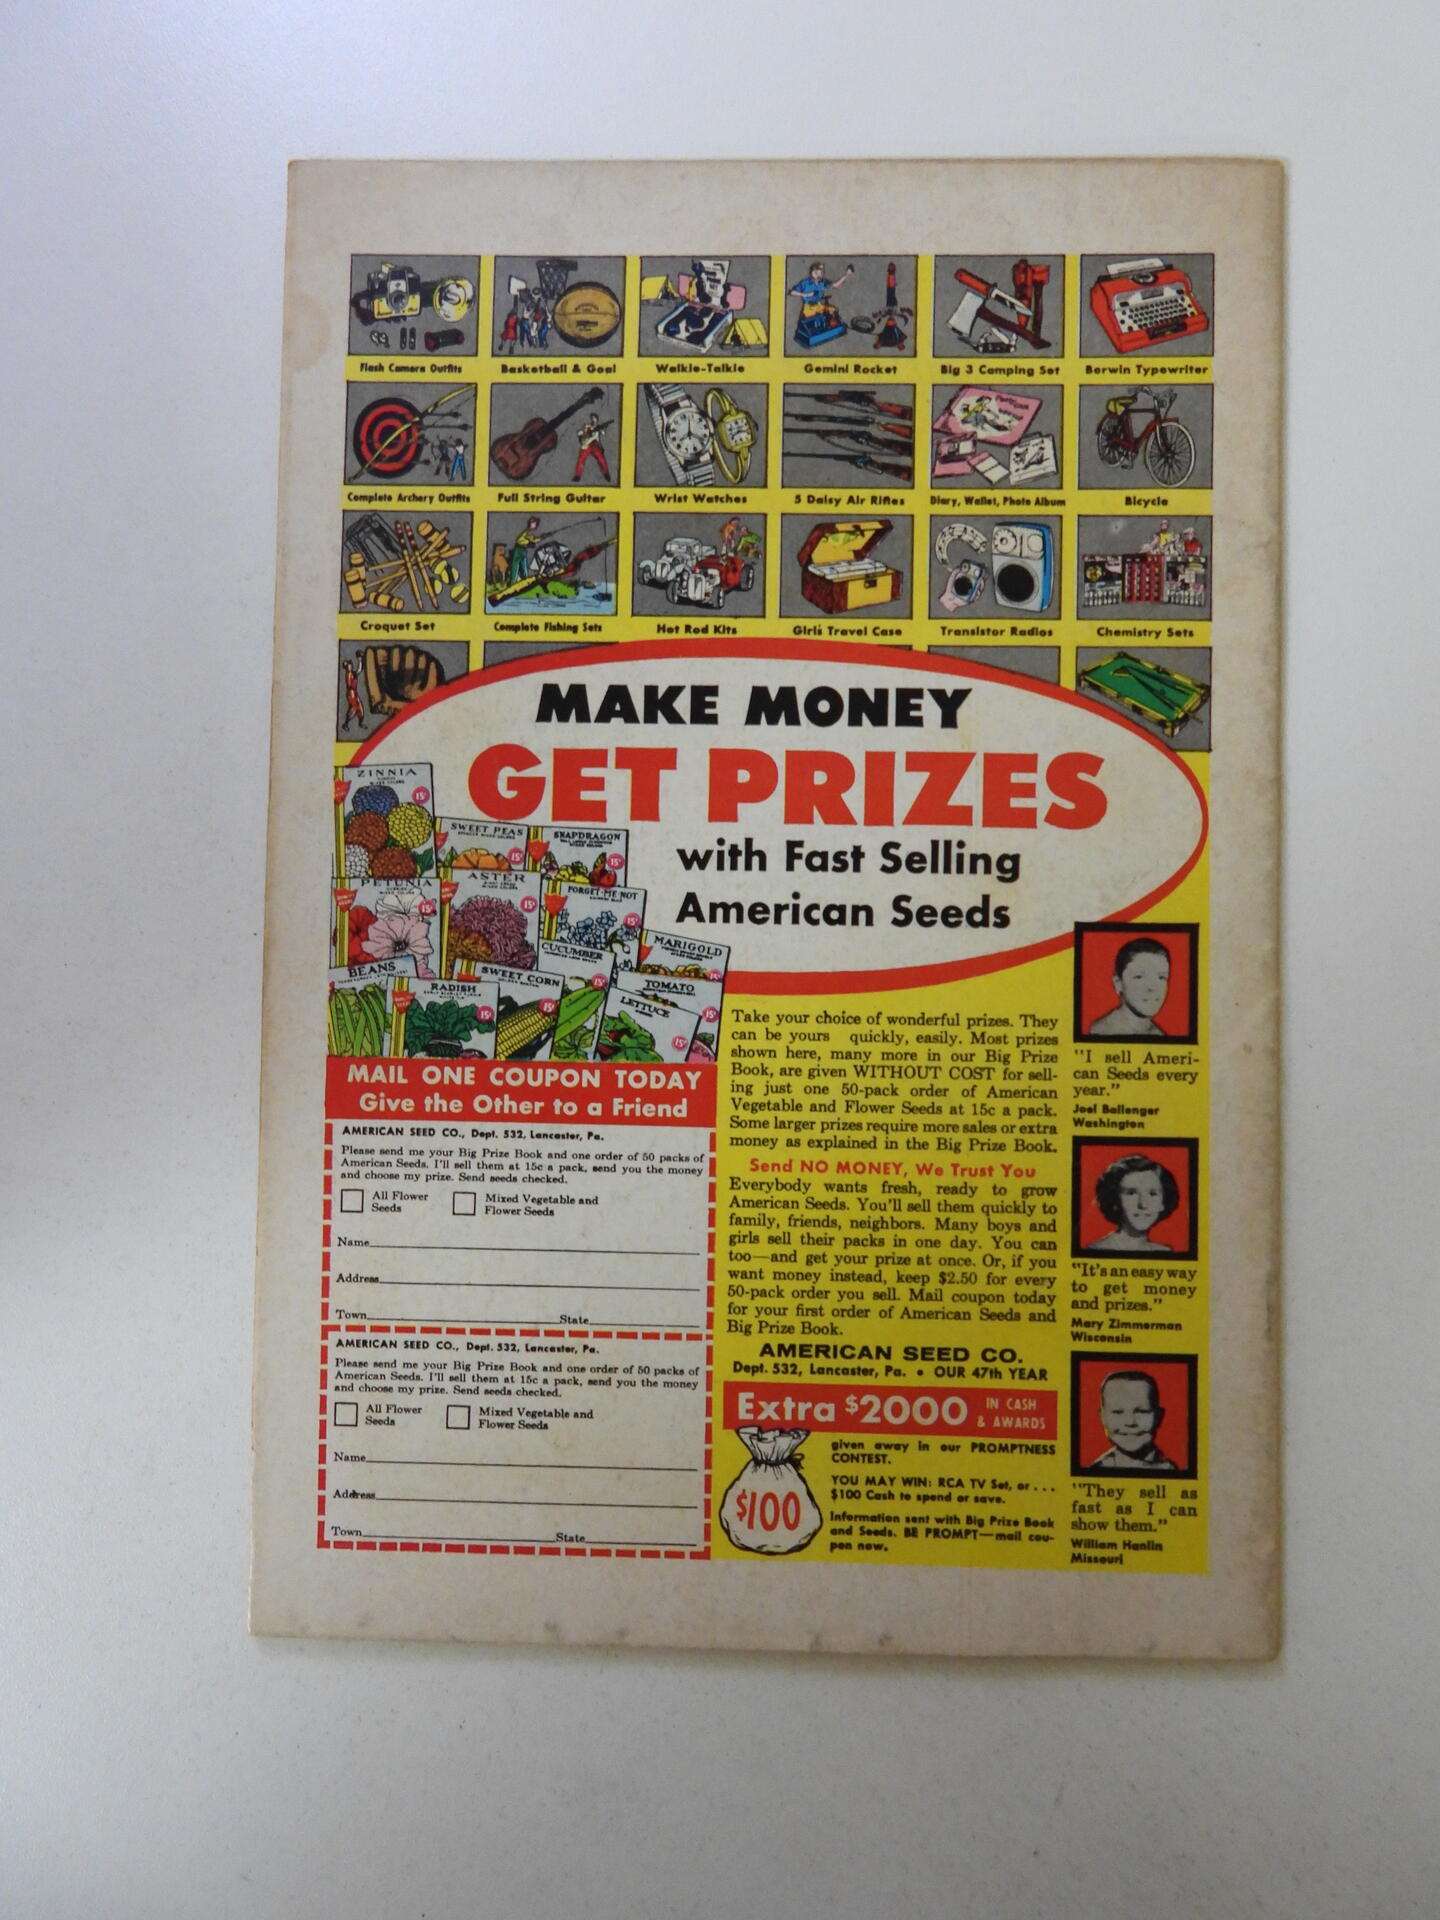 Flash Camera Outfits
Basketball & Goal
Walkie-Talkie
Gemini Rocket
Big 3 Camping Set
Berwin Typewriter
Complete Archery Outfits
Full String Guitar
Wrist Watches
5 Daisy Air Rifles
Diary, Wallet, Photo Album
Bicycle
Croquet Set
Complete Fishing Sets
Hot Rod Kits
Girl's Travel Case
Transistor Radios
Chemistry Sets
MAKE MONEY
GET PRIZES
with Fast Selling
American Seeds
ZINNIA
15¢
SWEET PEAS
15¢
SNAPDRAGON
15¢
PETUNIA
15¢
ASTER
15¢
FORGET-ME-NOT
15¢
CUCUMBER
15¢
MARIGOLD
15¢
BEANS
RADISH
15¢
SWEET CORN
15¢
TOMATO
15¢
LETTUCE
15¢
MAIL ONE COUPON TODAY
Give the Other to a Friend
AMERICAN SEED CO., Dept. 532, Lancaster, Pa.
Please send me your Big Prize Book and one order of 50 packs of
American Seeds. I'll sell them at 15c a pack, send you the money
and choose my prize. Send seeds checked.
All Flower
Seeds
Mixed Vegetable and
Flower Seeds
Name
Address
Town State
AMERICAN SEED CO., Dept. 532, Lancaster, Pa.
Please send me your Big Prize Book and one order of 50 packs of
American Seeds. I'll sell them at 15c a pack, send you the money
and choose my prize. Send seeds checked.
All Flower
Seeds
Mixed Vegetable and
Flower Seeds
Name
Address
Town State
Take your choice of wonderful prizes. They
can be yours quickly, easily. Most prizes
shown here, many more in our Big Prize
Book, are given WITHOUT COST for sell-
ing just one 50-pack order of American
Vegetable and Flower Seeds at 15c a pack.
Some larger prizes require more sales or extra
money as explained in the Big Prize Book.
Send NO MONEY, We Trust You
Everybody wants fresh, ready to grow
American Seeds. You'll sell them quickly to
family, friends, neighbors. Many boys and
girls sell their packs in one day. You can
too—and get your prize at once. Or, if you
want money instead, keep $2.50 for every
50-pack order you sell. Mail coupon today
for your first order of American Seeds and
Big Prize Book.
AMERICAN SEED CO.
Dept. 532, Lancaster, Pa. • OUR 47th YEAR
Extra $2000 IN CASH
& AWARDS
$100
given away in our PROMPTNESS
CONTEST.
YOU MAY WIN: RCA TV Set, or . . .
$100 Cash to spend or save.
Information sent with Big Prize Book
and Seeds. BE PROMPT—mail cou-
pon now.
"I sell Ameri-
can Seeds every
year."
Joel Ballenger
Washington
"It's an easy way
to get money
and prizes."
Mary Zimmerman
Wisconsin
"They sell as
fast as I can
show them."
William Hanlin
Missouri